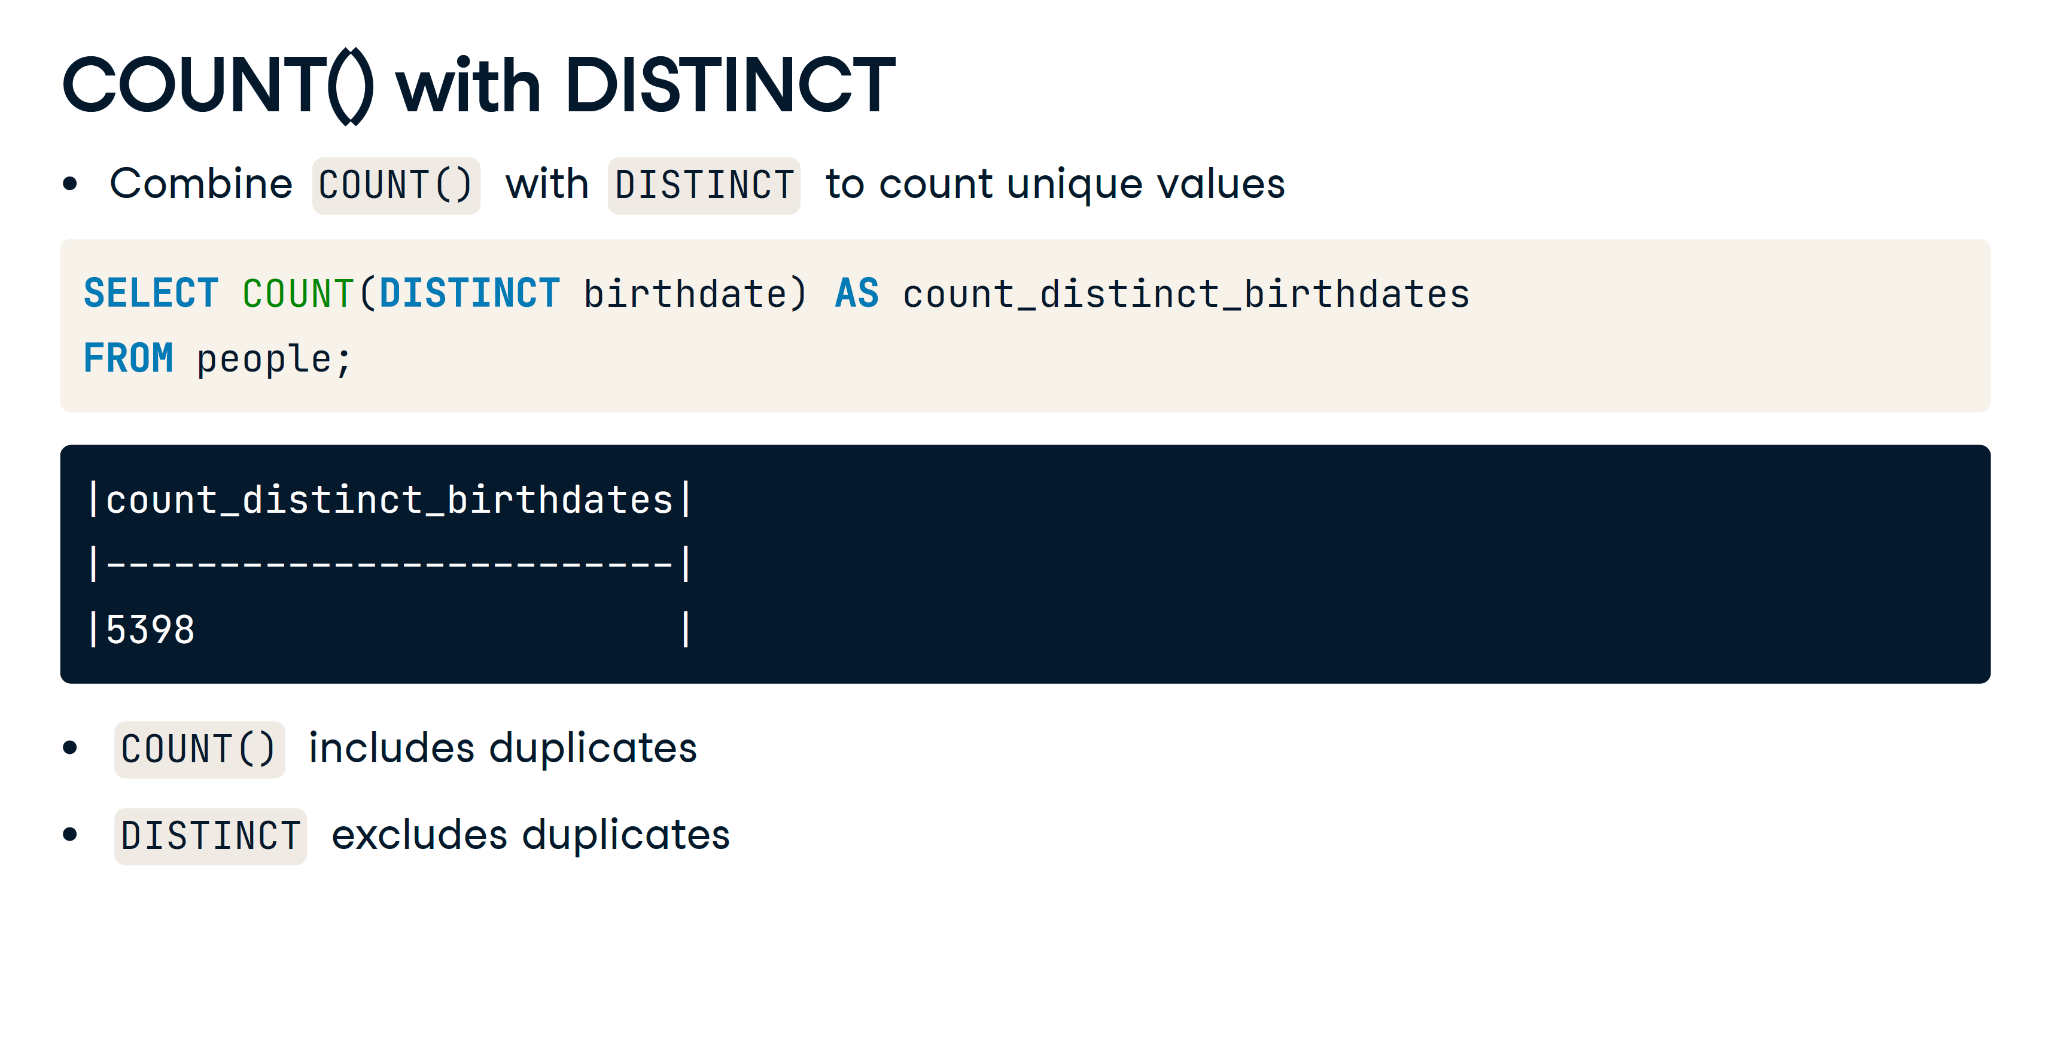 COUNT() with DISTINCT
• Combine COUNT() with DISTINCT to count unique values
SELECT COUNT(DISTINCT birthdate) AS count_distinct_birthdates
FROM people;
|count_distinct_birthdates|
|-------------------------|
|5398                     |
• COUNT() includes duplicates
• DISTINCT excludes duplicates